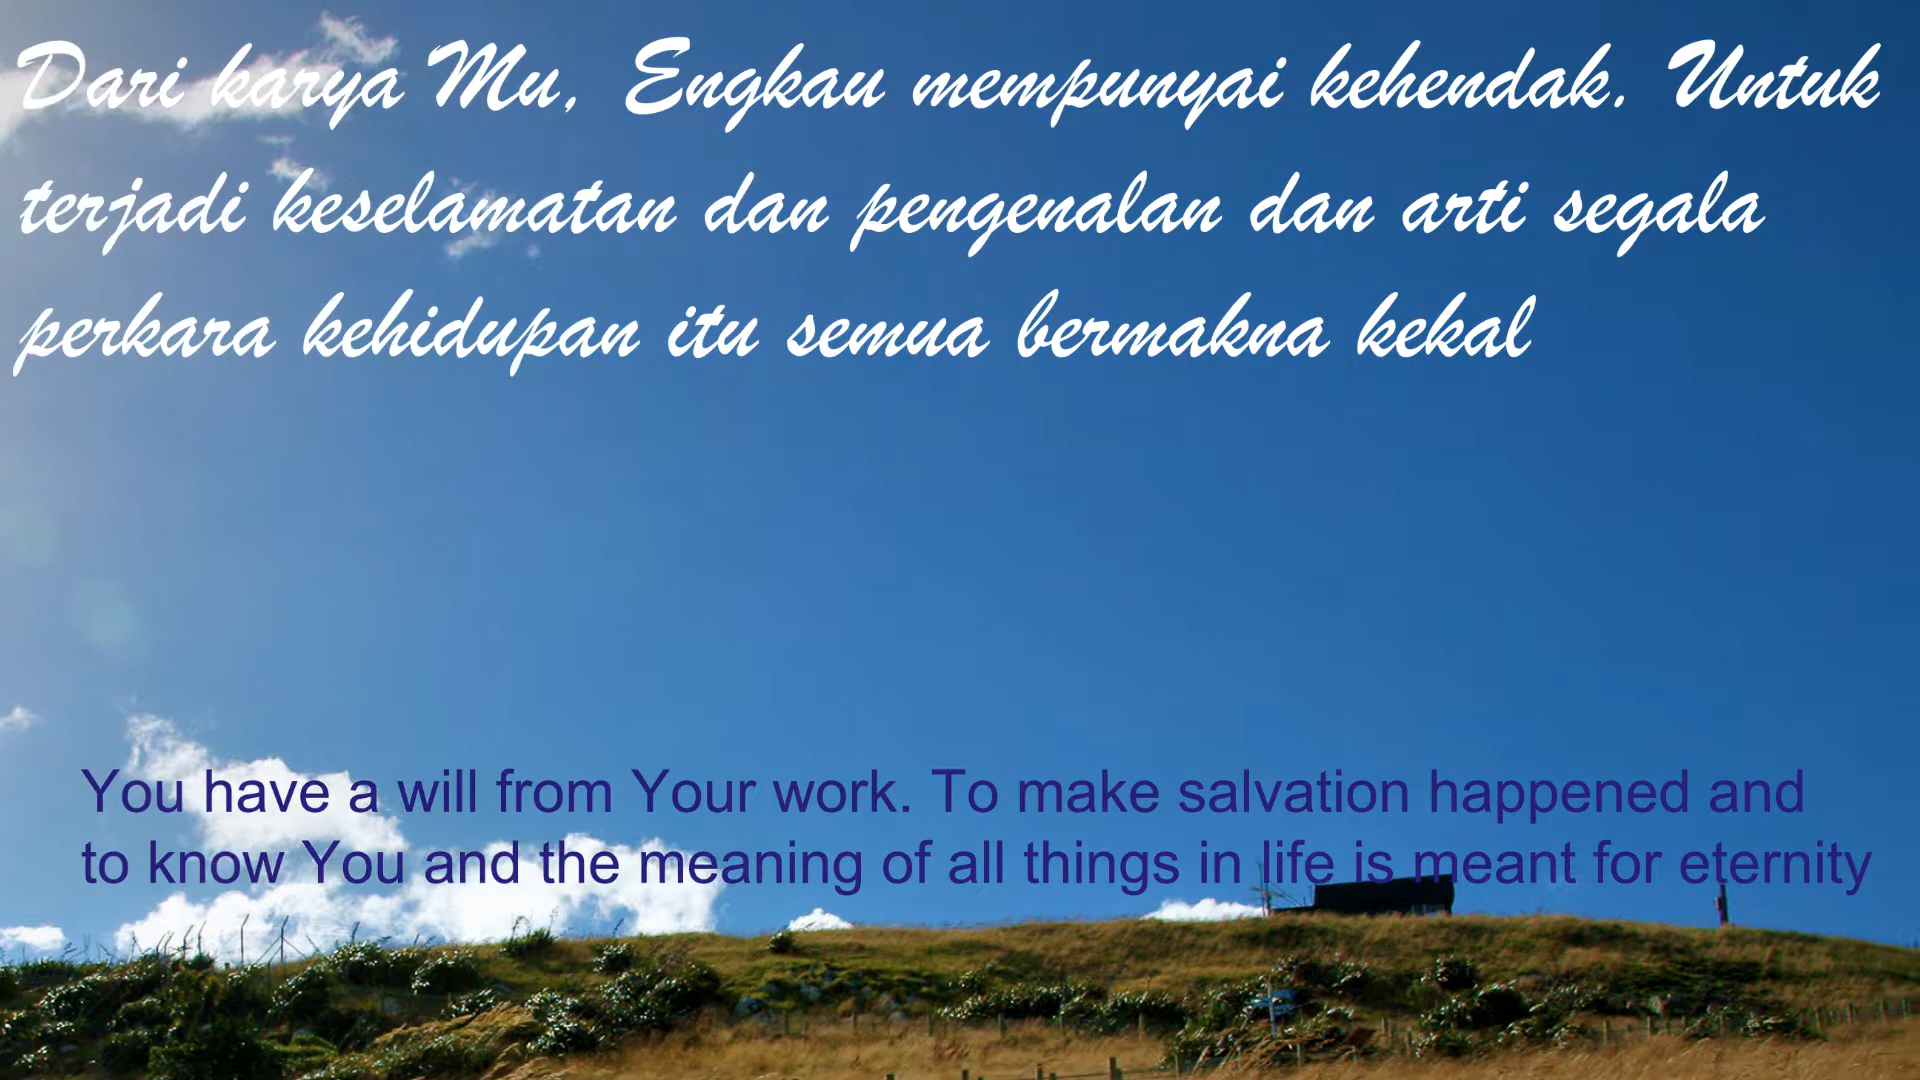 Dari karya Mu, Engkau mempunyai kehendak. Untuk
terjadi keselamatan dan pengenalan dan arti segala
perkara kehidupan itu semua bermakna kekal
You have a will from Your work. To make salvation happened and
to know You and the meaning of all things in life is meant for eternity